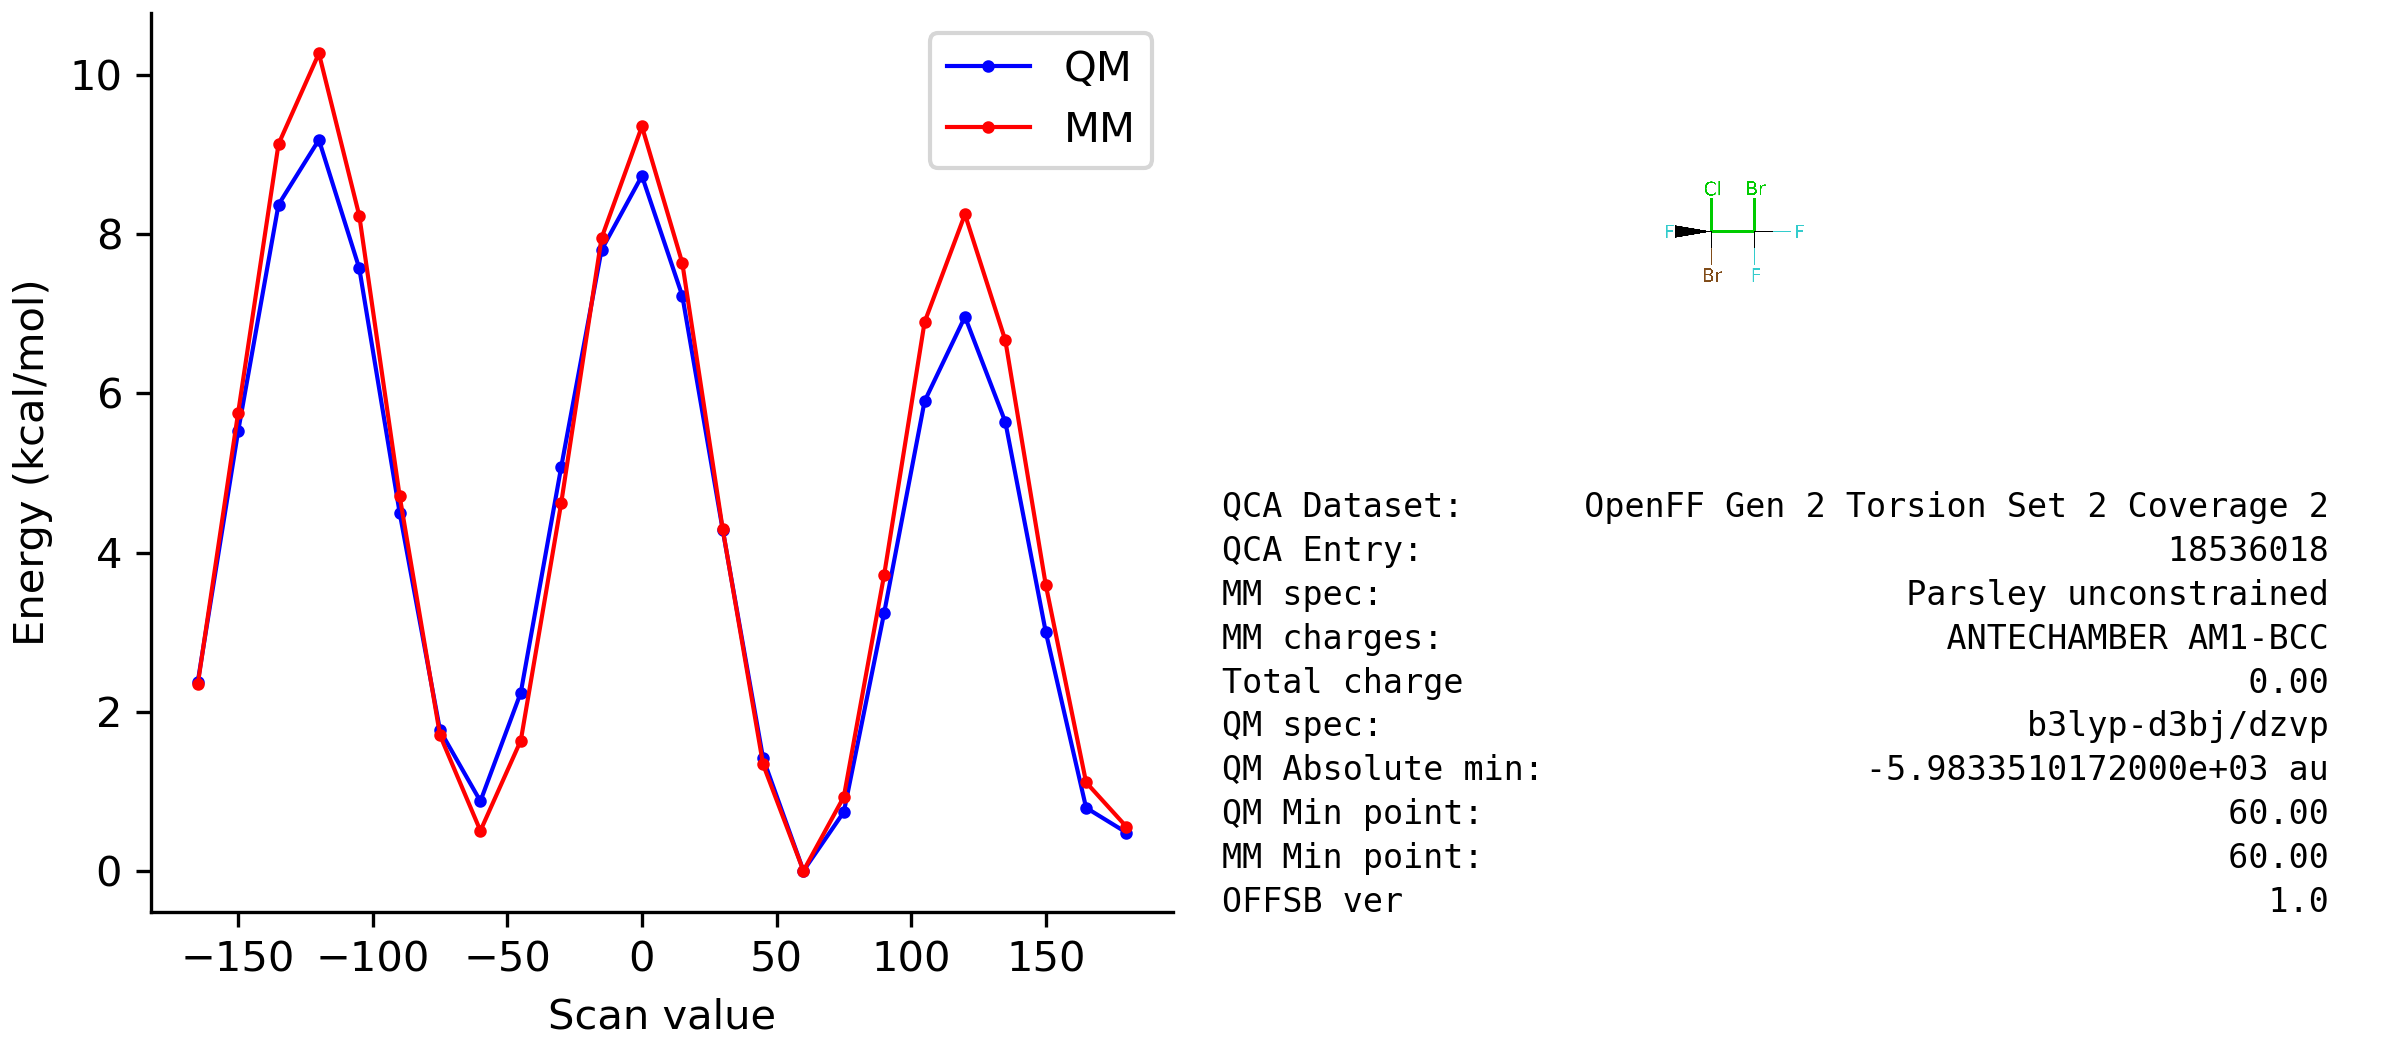 Energy (kcal/mol)
10
8
6
4
2
0
−150 −100 −50 0 50 100 150
Scan value
QM
MM
Cl Br
F F
Br F
QCA Dataset: OpenFF Gen 2 Torsion Set 2 Coverage 2
QCA Entry: 18536018
MM spec: Parsley unconstrained
MM charges: ANTECHAMBER AM1-BCC
Total charge 0.00
QM spec: b3lyp-d3bj/dzvp
QM Absolute min: -5.9833510172000e+03 au
QM Min point: 60.00
MM Min point: 60.00
OFFSB ver 1.0